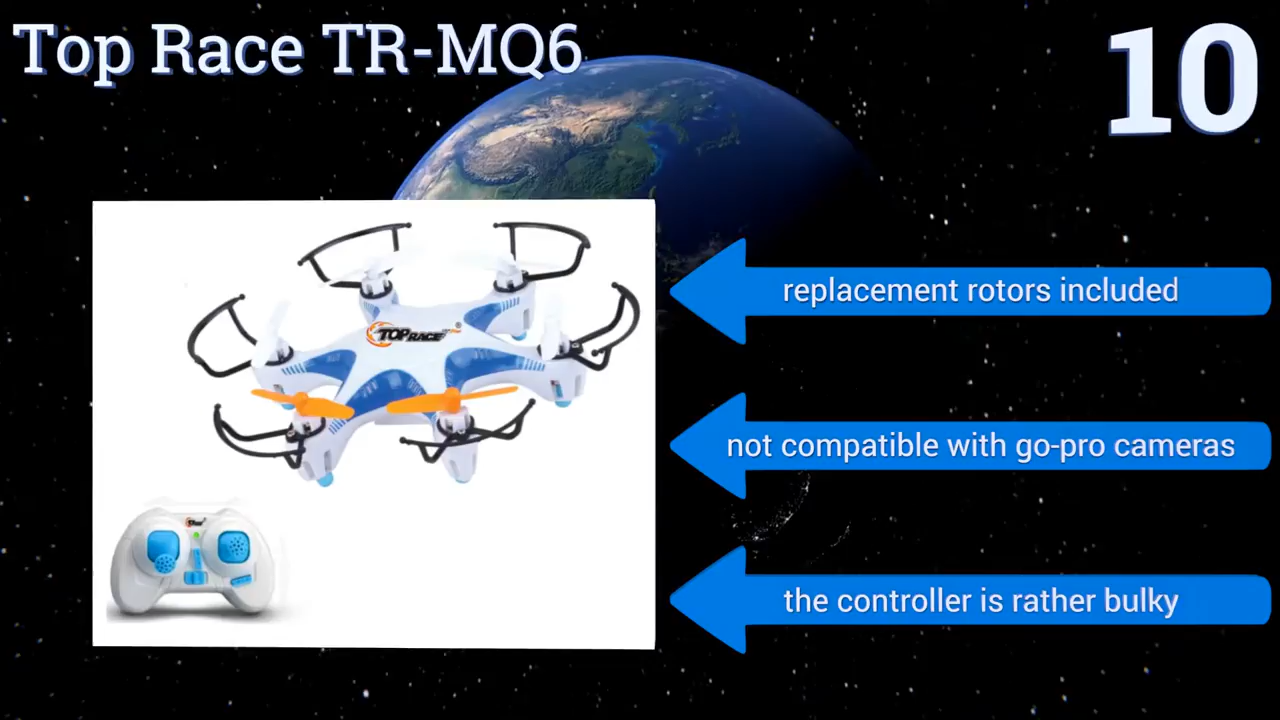 Top Race TR-MQ6
10
TOP RACE
replacement rotors included
not compatible with go-pro cameras
the controller is rather bulky